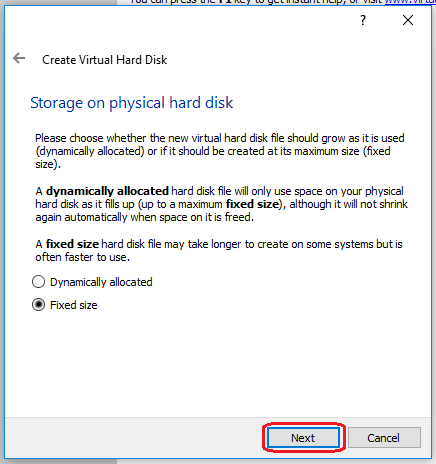 You can press the F1 key to get instant help, or visit www.virtu
?
Create Virtual Hard Disk
Storage on physical hard disk
Please choose whether the new virtual hard disk file should grow as it is used
(dynamically allocated) or if it should be created at its maximum size (fixed
size).
A dynamically allocated hard disk file will only use space on your physical
hard disk as it fills up (up to a maximum fixed size), although it will not shrink
again automatically when space on it is freed.
A fixed size hard disk file may take longer to create on some systems but is
often faster to use.
Dynamically allocated
Fixed size
Next Cancel